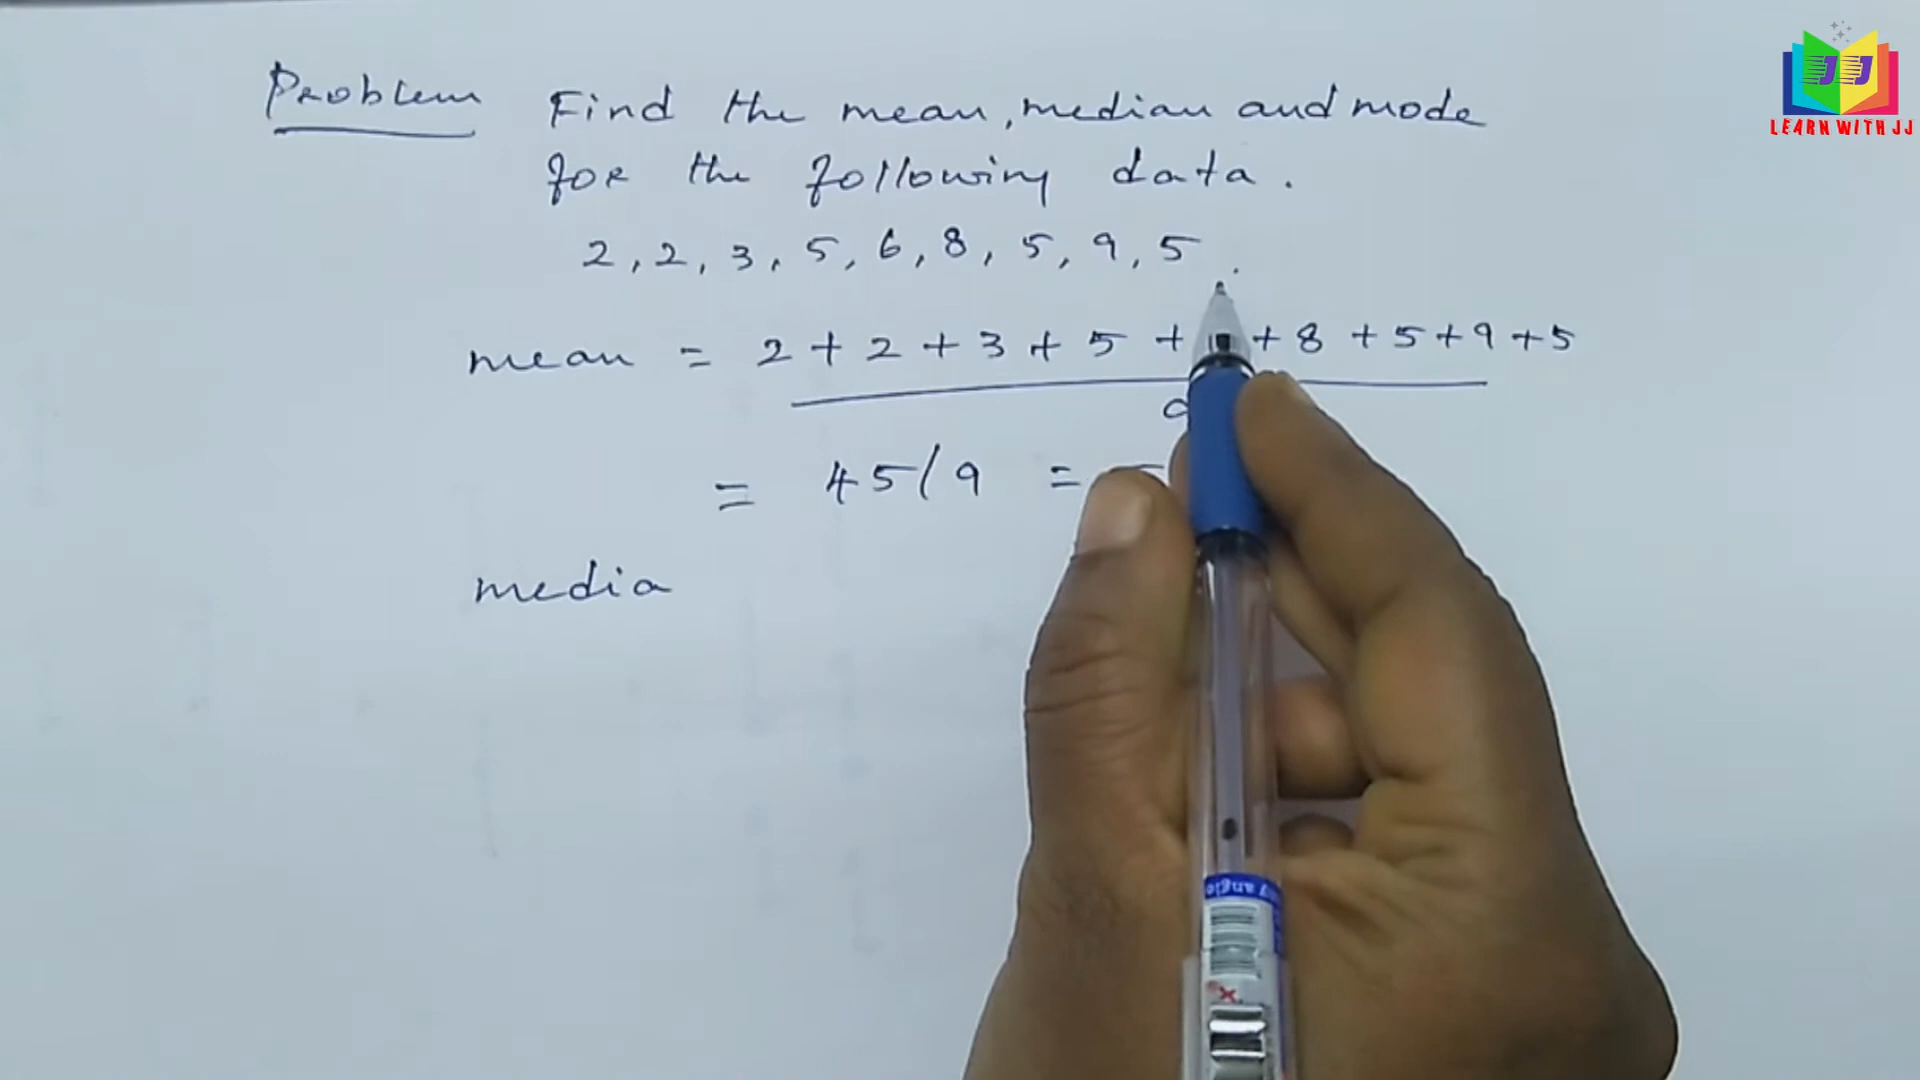 Problem Find the mean, median and mode
for the following data.
2, 2, 3, 5, 6, 8, 5, 9, 5.
mean = 2 + 2 + 3 + 5 + + 8 + 5 + 9 + 5
= 45/9 =
media
JJ
LEARN WITH JJ